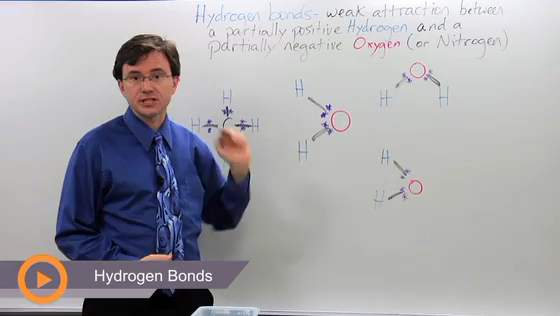 Hydrogen bonds- weak attraction between
a partially positive Hydrogen and a
partially negative Oxygen (or Nitrogen)
H
H H
H
H
H
H
H
H
Hydrogen Bonds